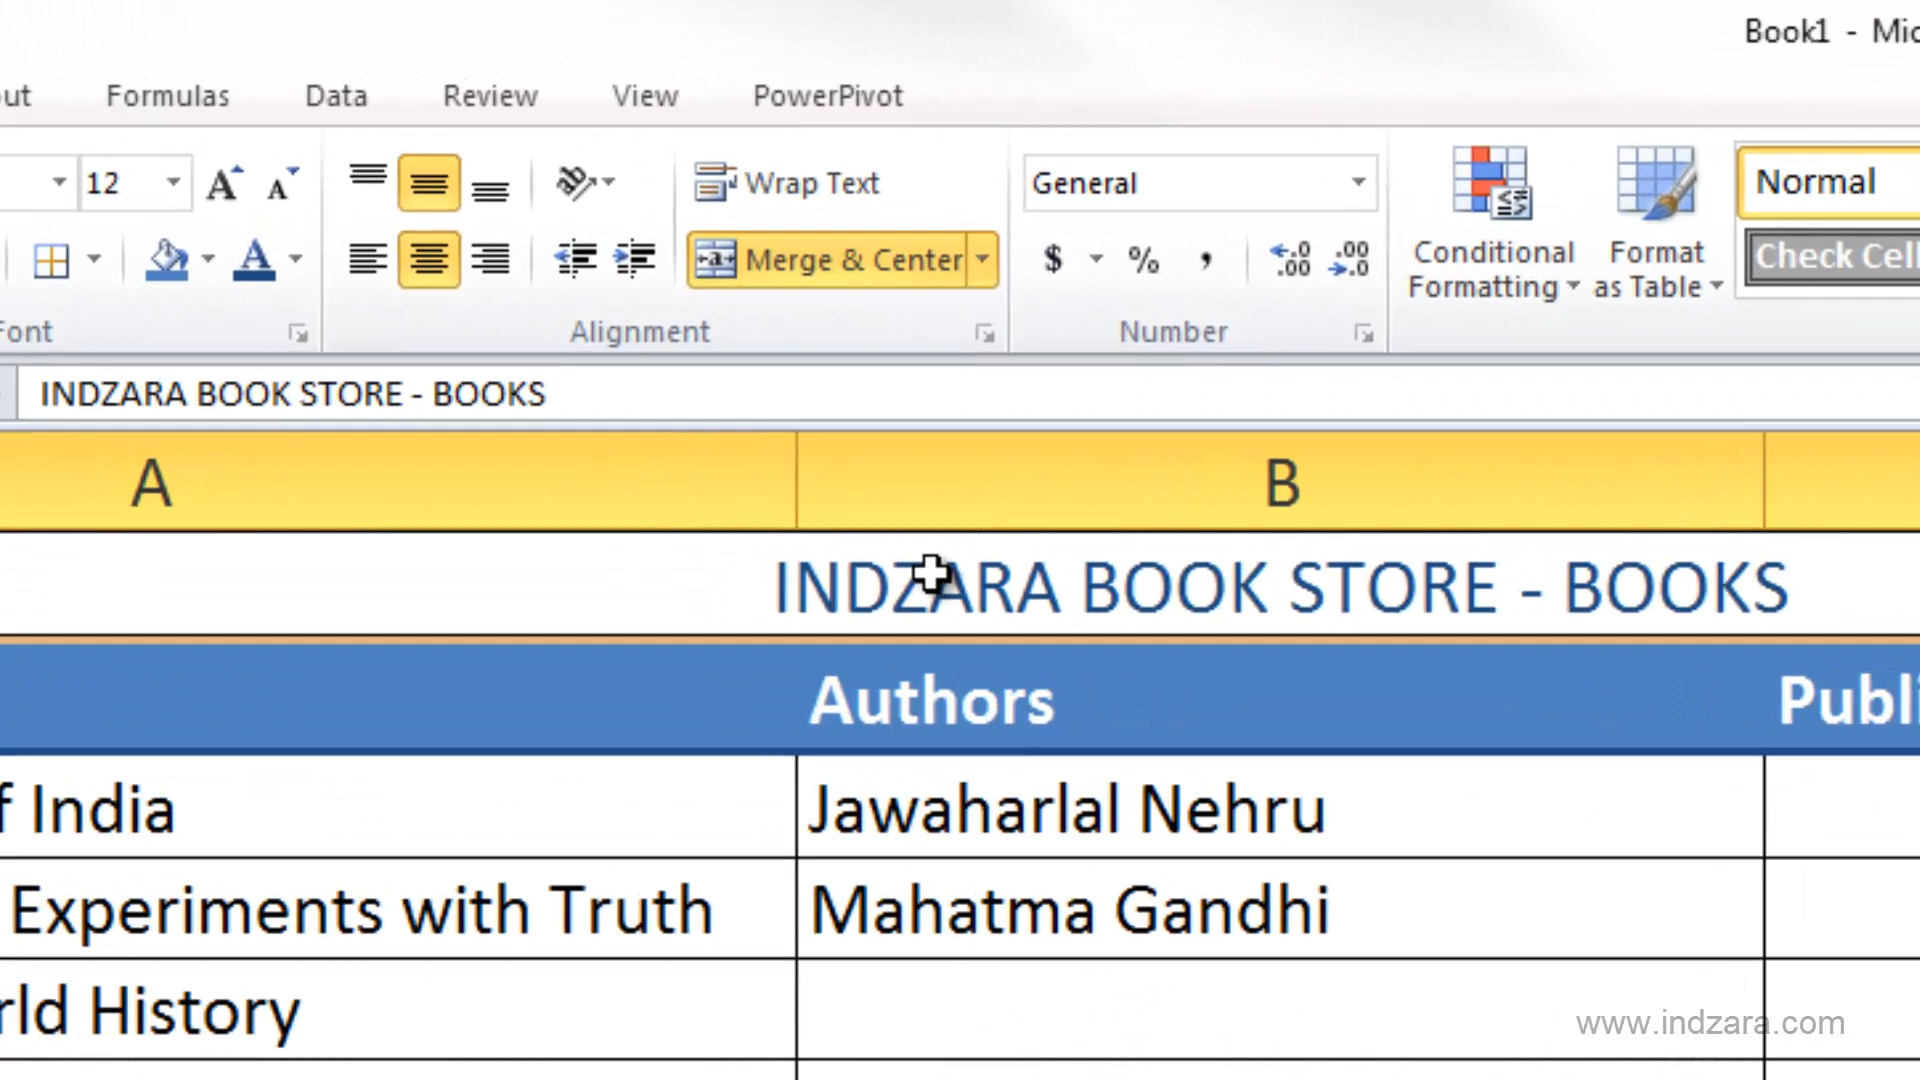 Book1 - Mic
out Formulas Data Review View PowerPivot
12 A A Wrap Text General Normal
A Merge & Center $ % , .0 .00 .00 .0 Conditional Formatting Format as Table Check Cell
Font Alignment Number
INDZARA BOOK STORE - BOOKS
A B
INDZARA BOOK STORE - BOOKS
Authors Publi
f India Jawaharlal Nehru
Experiments with Truth Mahatma Gandhi
rld History
www.indzara.com